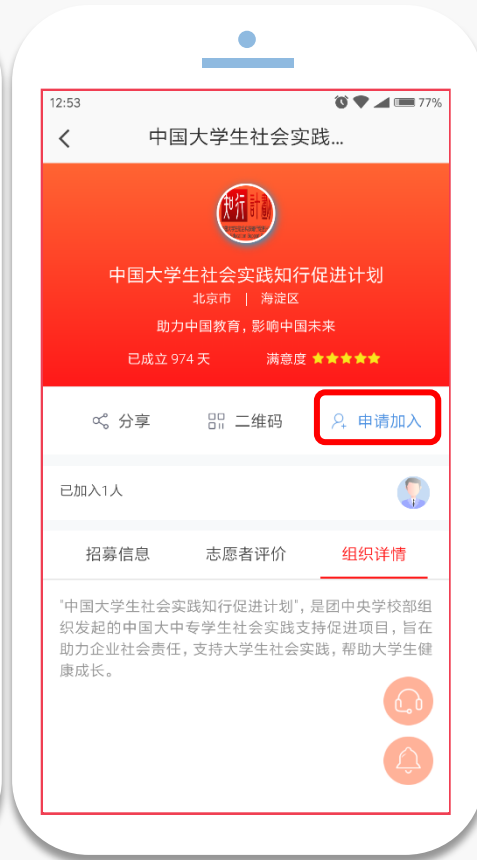 12:53
77%
中国大学生社会实践...
知行計劃
中国大学生社会实践知行促进计划
北京市 | 海淀区
助力中国教育，影响中国未来
已成立 974 天 满意度
分享 二维码 申请加入
已加入1人
招募信息 志愿者评价 组织详情
"中国大学生社会实践知行促进计划"，是团中央学校部组
织发起的中国大中专学生社会实践支持促进项目，旨在
助力企业社会责任，支持大学生社会实践，帮助大学生健
康成长。